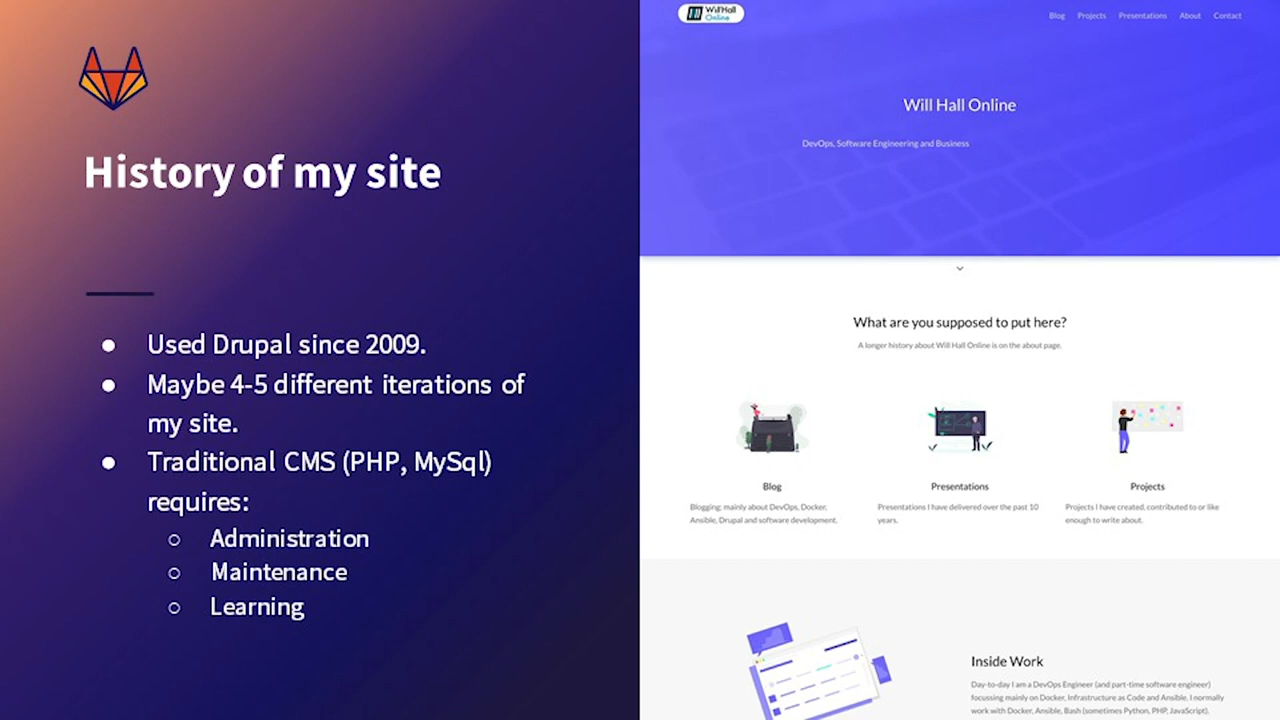 History of my site
● Used Drupal since 2009.
● Maybe 4-5 different iterations of
my site.
● Traditional CMS (PHP, MySql)
requires:
○ Administration
○ Maintenance
○ Learning
Will Hall
Online
Blog Projects Presentations About Contact
Will Hall Online
DevOps, Software Engineering and Business
What are you supposed to put here?
A longer history about Will Hall Online is on the about page.
Blog
Blogging; mainly about DevOps, Docker,
Ansible, Drupal and software development.
Presentations
Presentations I have delivered over the past 10
years.
Projects
Projects I have created, contributed to or like
enough to write about.
Inside Work
Day-to-day I am a DevOps Engineer (and part-time software engineer)
focussing mainly on Docker, Infrastructure as Code and Ansible. I normally
work with Docker, Ansible, Bash (sometimes Python, PHP, JavaScript).